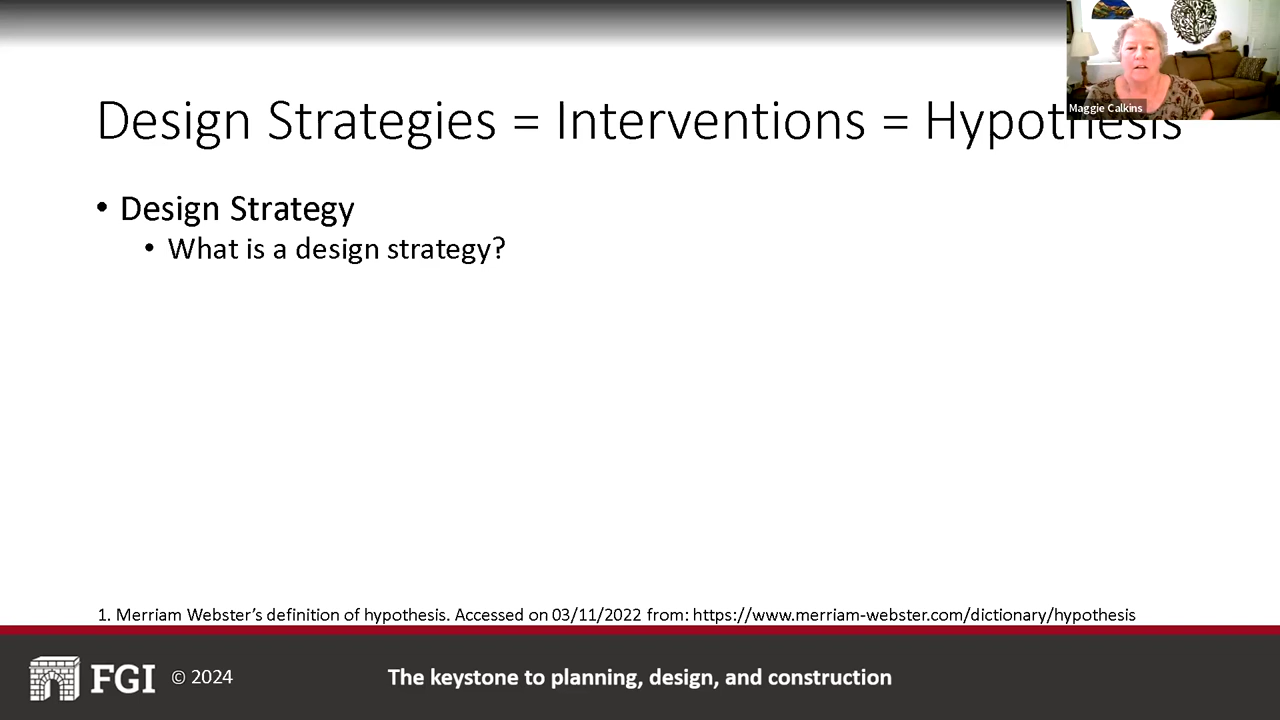 Maggie Calkins
Design Strategies = Interventions = Hypothesis
• Design Strategy
• What is a design strategy?
1. Merriam Webster's definition of hypothesis. Accessed on 03/11/2022 from: https://www.merriam-webster.com/dictionary/hypothesis
FGI © 2024
The keystone to planning, design, and construction